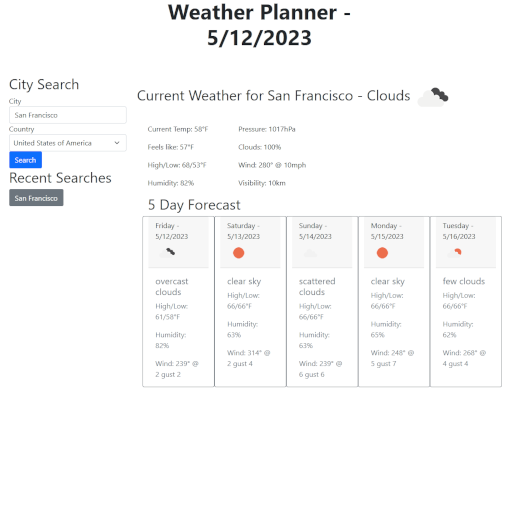 Weather Planner -
5/12/2023
City Search
City
San Francisco
Country
United States of America
Search
Recent Searches
San Francisco
Current Weather for San Francisco - Clouds
Current Temp: 58°F
Pressure: 1017hPa
Feels like: 57°F
Clouds: 100%
High/Low: 68/53°F
Wind: 280° @ 10mph
Humidity: 82%
Visibility: 10km
5 Day Forecast
Friday -
5/12/2023
overcast
clouds
High/Low:
61/58°F
Humidity:
82%
Wind: 239° @
2 gust 2
Saturday -
5/13/2023
clear sky
High/Low:
66/66°F
Humidity:
63%
Wind: 314° @
2 gust 4
Sunday -
5/14/2023
scattered
clouds
High/Low:
66/66°F
Humidity:
63%
Wind: 239° @
6 gust 6
Monday -
5/15/2023
clear sky
High/Low:
66/66°F
Humidity:
65%
Wind: 248° @
5 gust 7
Tuesday -
5/16/2023
few clouds
High/Low:
66/66°F
Humidity:
62%
Wind: 268° @
4 gust 4